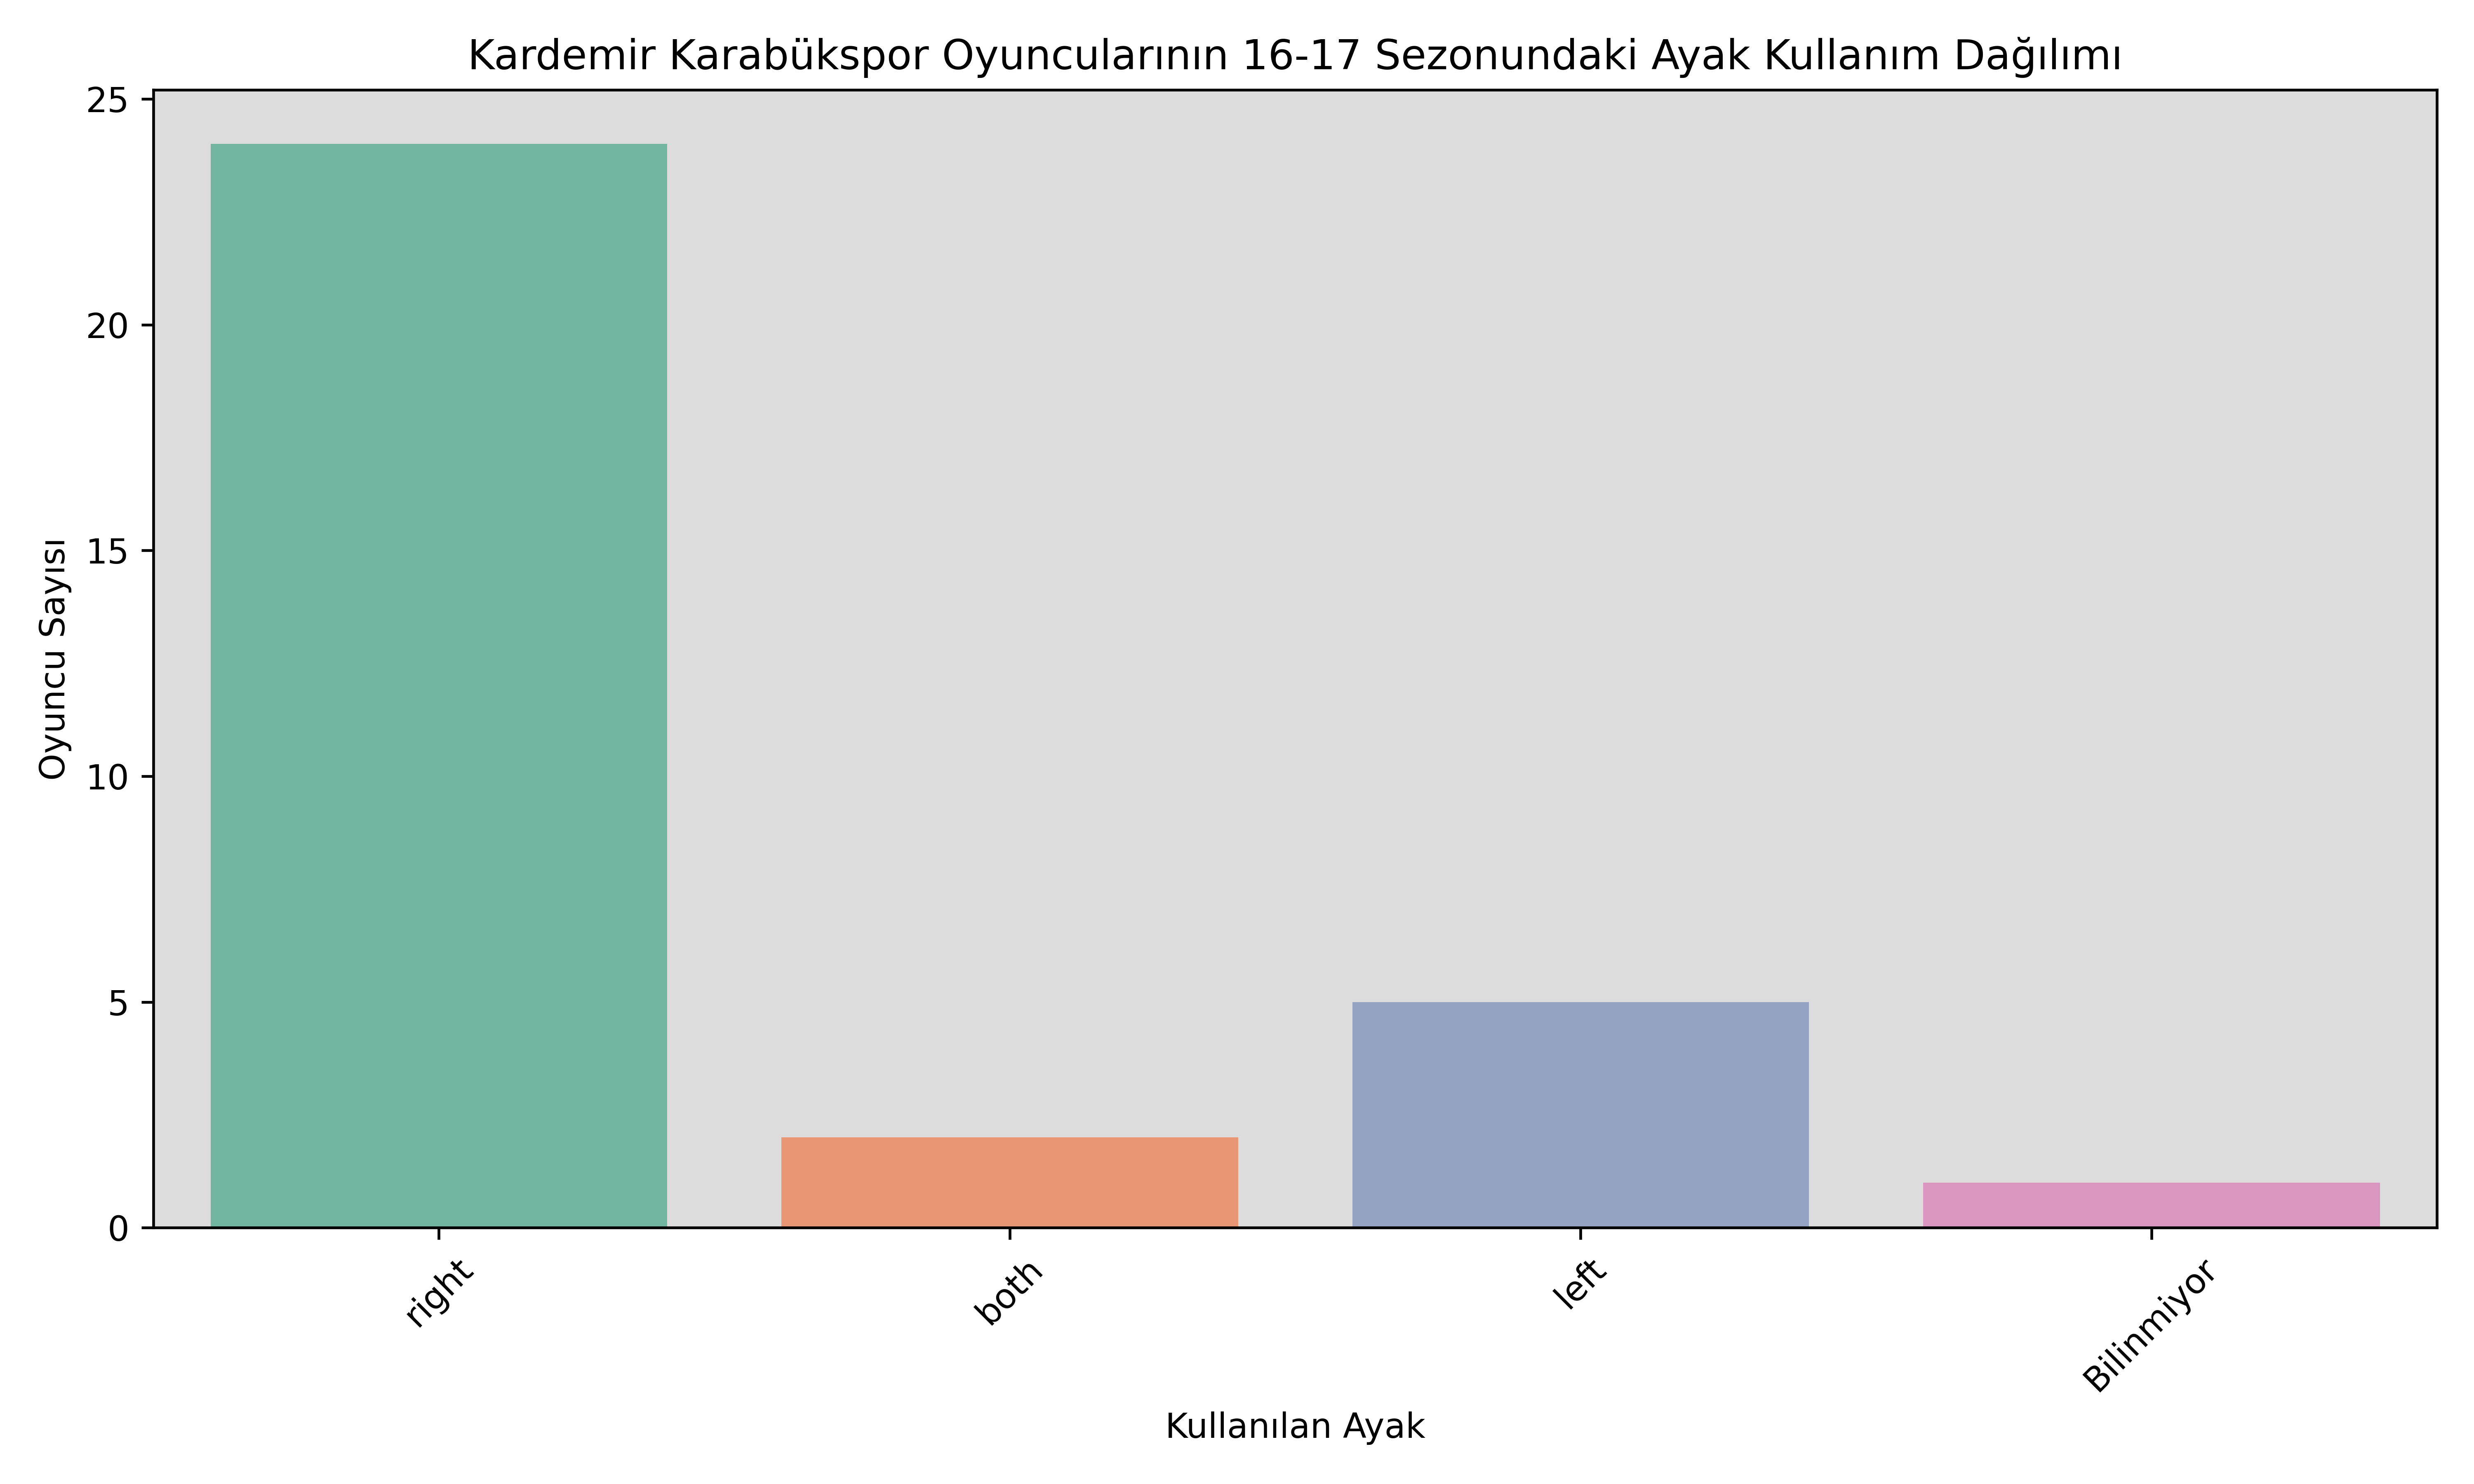 Kardemir Karabükspor Oyuncularının 16-17 Sezonundaki Ayak Kullanım Dağılımı
Oyuncu Sayısı
25
20
15
10
5
0
right
both
left
Bilinmiyor
Kullanılan Ayak